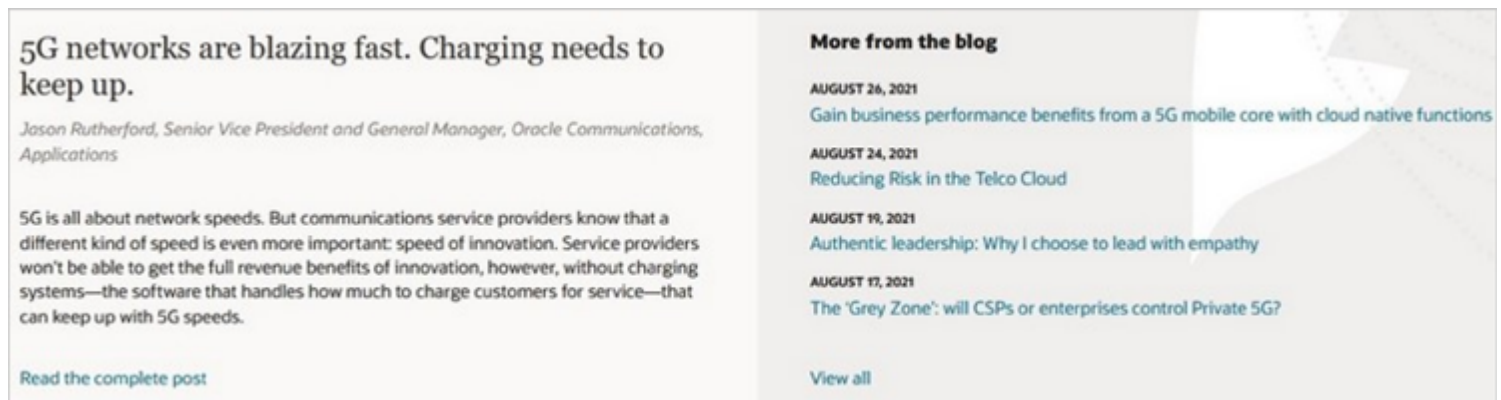 5G networks are blazing fast. Charging needs to
keep up.
Jason Rutherford, Senior Vice President and General Manager, Oracle Communications,
Applications
5G is all about network speeds. But communications service providers know that a
different kind of speed is even more important: speed of innovation. Service providers
won't be able to get the full revenue benefits of innovation, however, without charging
systems—the software that handles how much to charge customers for service—that
can keep up with 5G speeds.
Read the complete post
More from the blog
AUGUST 26, 2021
Gain business performance benefits from a 5G mobile core with cloud native functions
AUGUST 24, 2021
Reducing Risk in the Telco Cloud
AUGUST 19, 2021
Authentic leadership: Why I choose to lead with empathy
AUGUST 17, 2021
The 'Grey Zone': will CSPs or enterprises control Private 5G?
View all